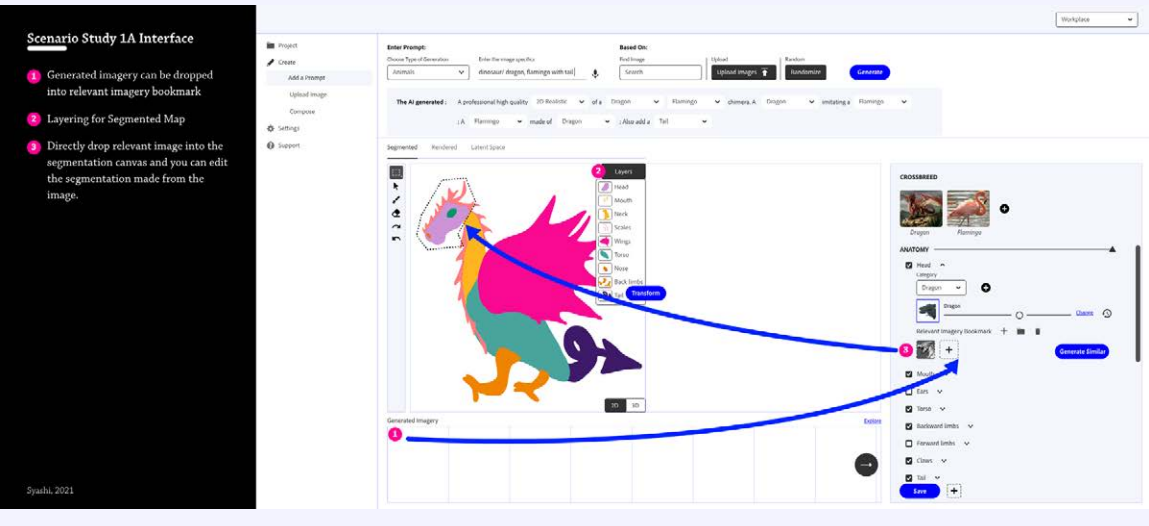 Scenario Study 1A Interface
1 Generated imagery can be dropped
into relevant imagery bookmark
2 Layering for Segmented Map
3 Directly drop relevant image into the
segmentation canvas and you can edit
the segmentation made from the
image.
Syashi, 2021
Workplace
Project
Create
Add a Prompt
Upload Image
Compose
Settings
Support
Enter Prompt:
Based On:
Choose Type of Generation
Enter the image specifics
Find Image
Upload
Random
Animals
dinosaur/ dragon, flamingo with tail
Search
Upload images
Randomize
Generate
The AI generated : A professional high quality 2D Realistic of a Dragon Flamingo chimera. A Dragon imitating a Flamingo
; A Flamingo made of Dragon ; Also add a Tail
Segmented Rendered Latent Space
2 Layers
Head
Mouth
Nerk
Scales
Wings
Torso
Nose
Back limbs
Tail
Transform
2D 3D
Generated Imagery
Explore
1
CROSSBREED
Dragon Flamingo
ANATOMY
Head
Category
Dragon
Dragon
Change
Relevant Imagery Bookmark
3
Generate Similar
Mouth
Ears
Torso
Backward limbs
Forward limbs
Claws
Tail
Save